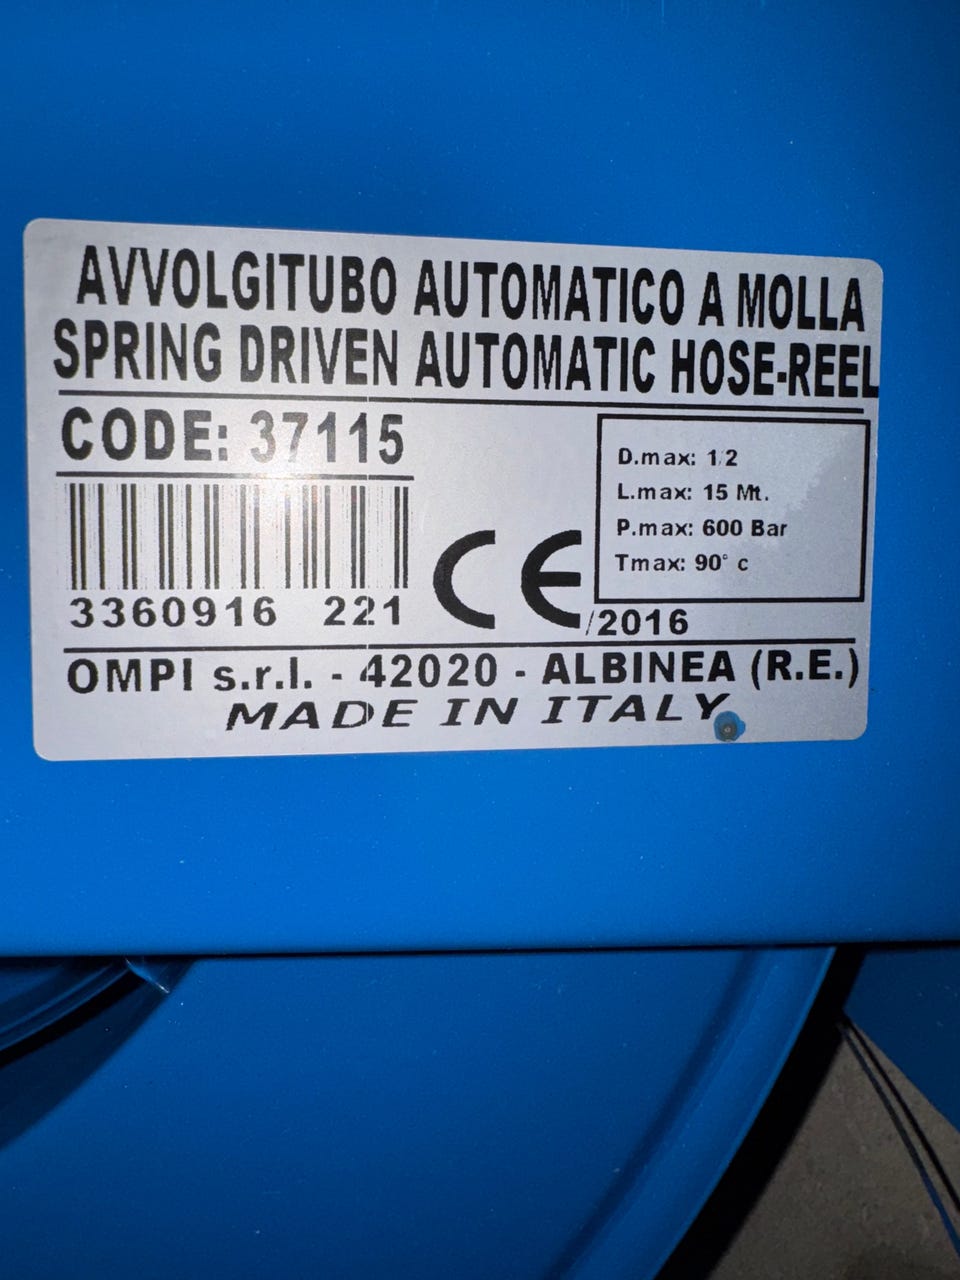 AVVOLGITUBO AUTOMATICO A MOLLA
SPRING DRIVEN AUTOMATIC HOSE-REEL
CODE: 37115
D.max: 1/2
L.max: 15 Mt.
P.max: 600 Bar
Tmax: 90° c
3360916 221
CE /2016
OMPI s.r.l. - 42020 - ALBINEA (R.E.)
MADE IN ITALY